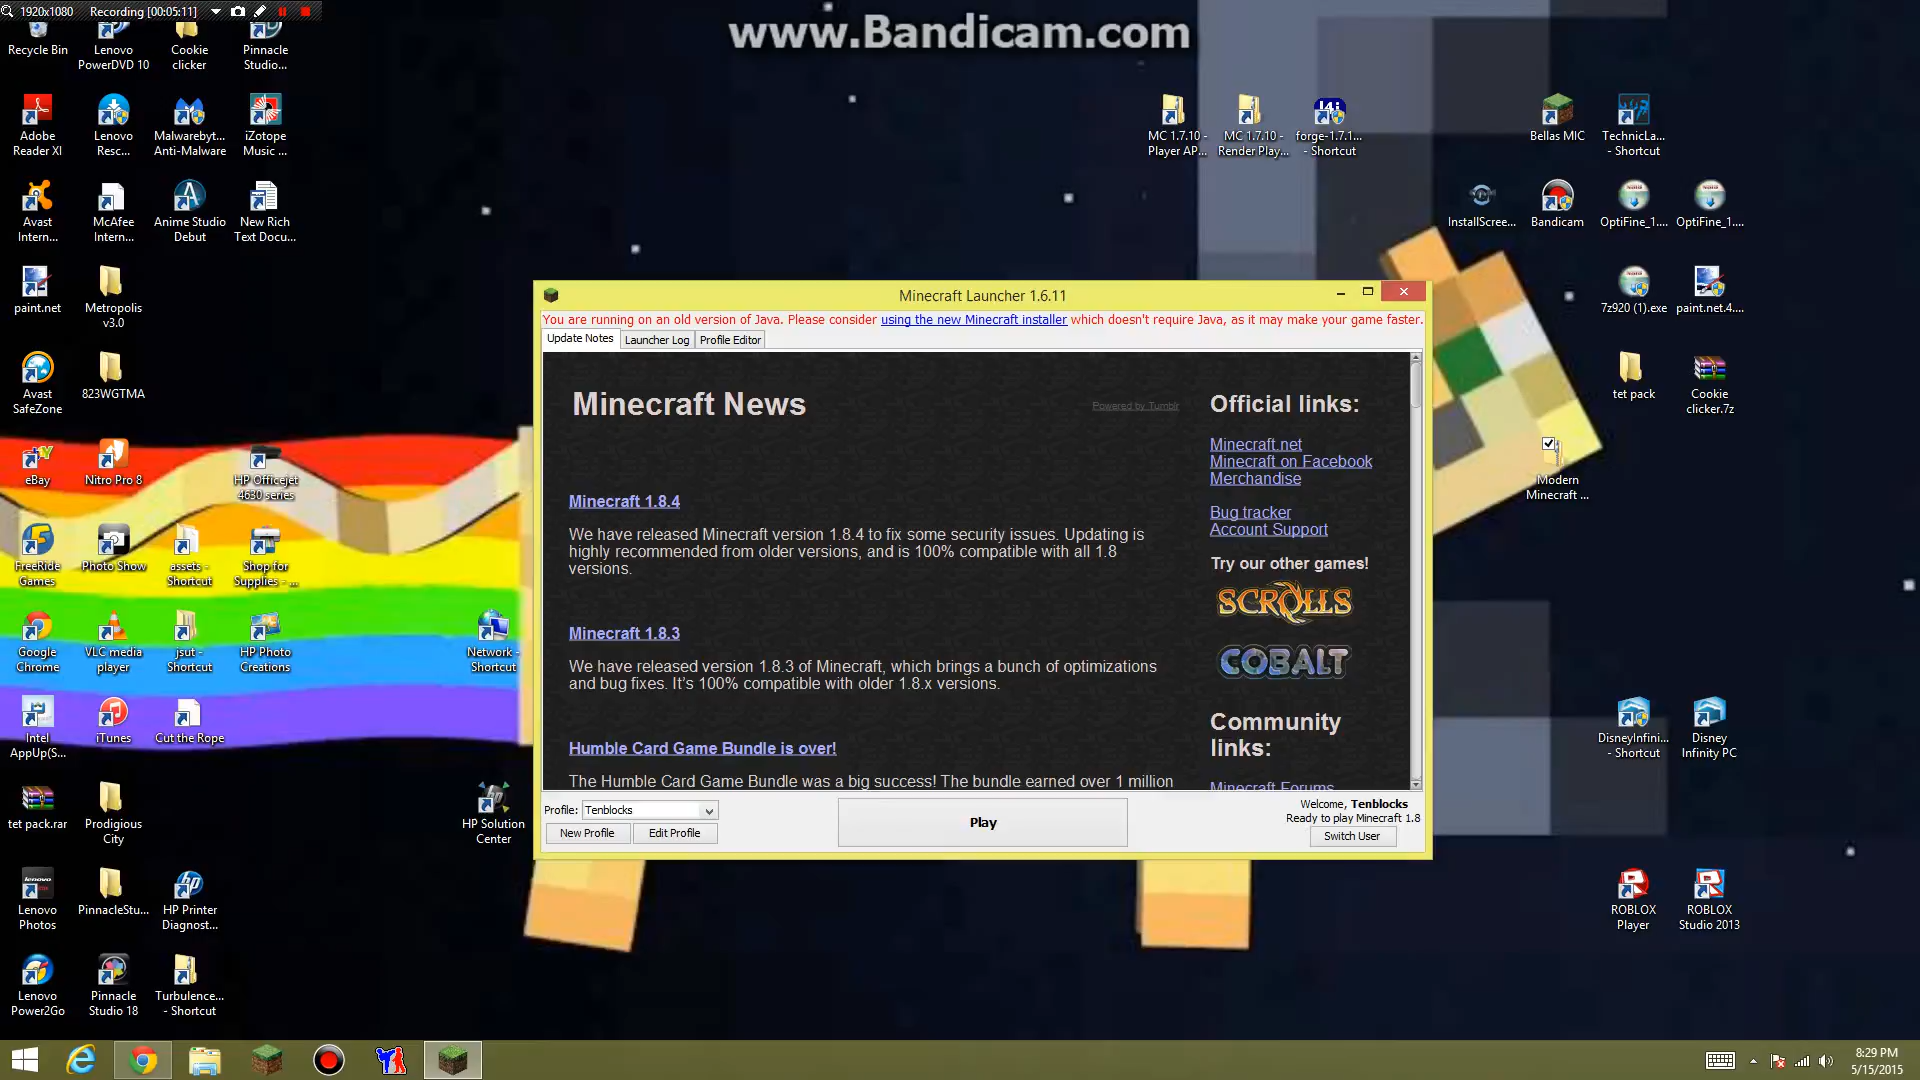 1920x1080 Recording [00:05:11]
www.Bandicam.com
Recycle Bin
Lenovo
PowerDVD 10
Cookie
clicker
Pinnacle
Studio...
Adobe
Reader XI
Lenovo
Resc...
Malwarebyt...
Anti-Malware
iZotope
Music ...
MC 1.7.10 -
Player AP...
MC 1.7.10 -
Render Play...
forge-1.7.1...
- Shortcut
Bellas MIC
TechnicLa...
- Shortcut
Avast
Intern...
McAfee
Intern...
Anime Studio
Debut
New Rich
Text Docu...
InstallScree...
Bandicam
OptiFine_1....
OptiFine_1....
paint.net
Metropolis
v3.0
7z920 (1).exe
paint.net.4....
Avast
SafeZone
823WGTMA
tet pack
Cookie
clicker.7z
eBay
Nitro Pro 8
HP Officejet
4630 series
Modern
Minecraft ...
FreeRide
Games
Photo Show
assets -
Shortcut
Shop for
Supplies - ...
Google
Chrome
VLC media
player
jsut -
Shortcut
HP Photo
Creations
Network -
Shortcut
Intel
AppUp(S...
iTunes
Cut the Rope
DisneyInfini...
- Shortcut
Disney
Infinity PC
tet pack.rar
Prodigious
City
HP Solution
Center
Lenovo
Photos
PinnacleStu...
HP Printer
Diagnost...
ROBLOX
Player
ROBLOX
Studio 2013
Lenovo
Power2Go
Pinnacle
Studio 18
Turbulence...
- Shortcut
Minecraft Launcher 1.6.11
You are running on an old version of Java. Please consider using the new Minecraft installer which doesn't require Java, as it may make your game faster.
Update Notes Launcher Log Profile Editor
Minecraft News
Powered by Tumblr
Minecraft 1.8.4
We have released Minecraft version 1.8.4 to fix some security issues. Updating is
highly recommended from older versions, and is 100% compatible with all 1.8
versions.
Minecraft 1.8.3
We have released version 1.8.3 of Minecraft, which brings a bunch of optimizations
and bug fixes. It's 100% compatible with older 1.8.x versions.
Humble Card Game Bundle is over!
The Humble Card Game Bundle was a big success! The bundle earned over 1 million
Official links:
Minecraft.net
Minecraft on Facebook
Merchandise
Bug tracker
Account Support
Try our other games!
SCROLLS
COBALT
Community
links:
Minecraft Forums
Profile: Tenblocks
New Profile Edit Profile
Play
Welcome, Tenblocks
Ready to play Minecraft 1.8
Switch User
8:29 PM
5/15/2015